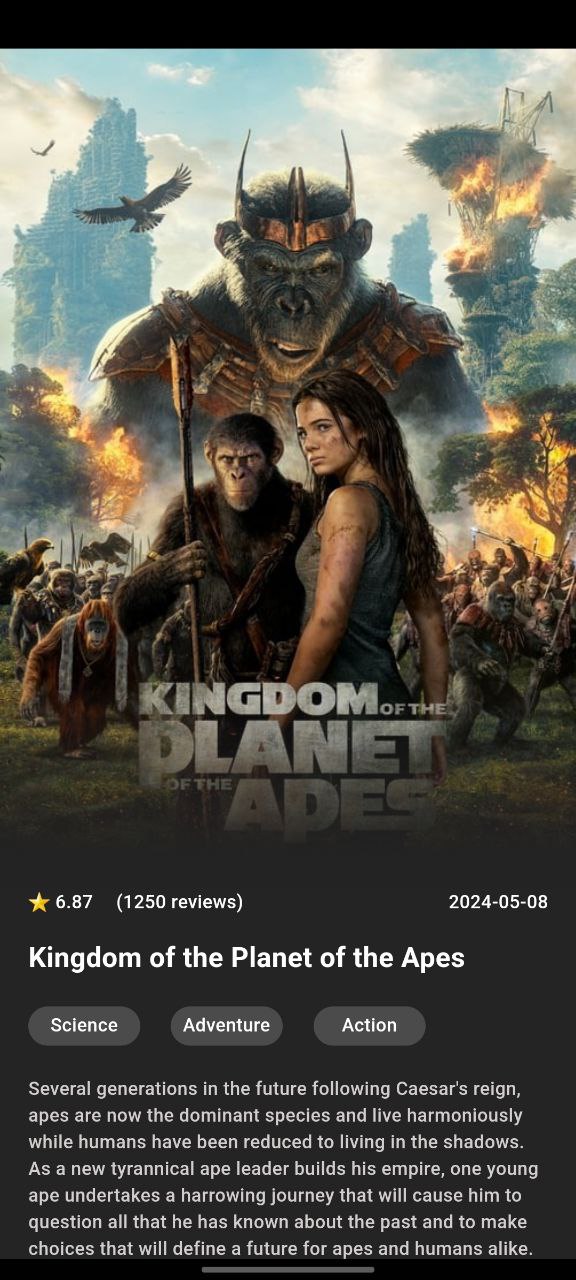 KINGDOM OF THE
PLANET
OF THE APES
6.87 (1250 reviews) 2024-05-08
Kingdom of the Planet of the Apes
Science Adventure Action
Several generations in the future following Caesar's reign,
apes are now the dominant species and live harmoniously
while humans have been reduced to living in the shadows.
As a new tyrannical ape leader builds his empire, one young
ape undertakes a harrowing journey that will cause him to
question all that he has known about the past and to make
choices that will define a future for apes and humans alike.